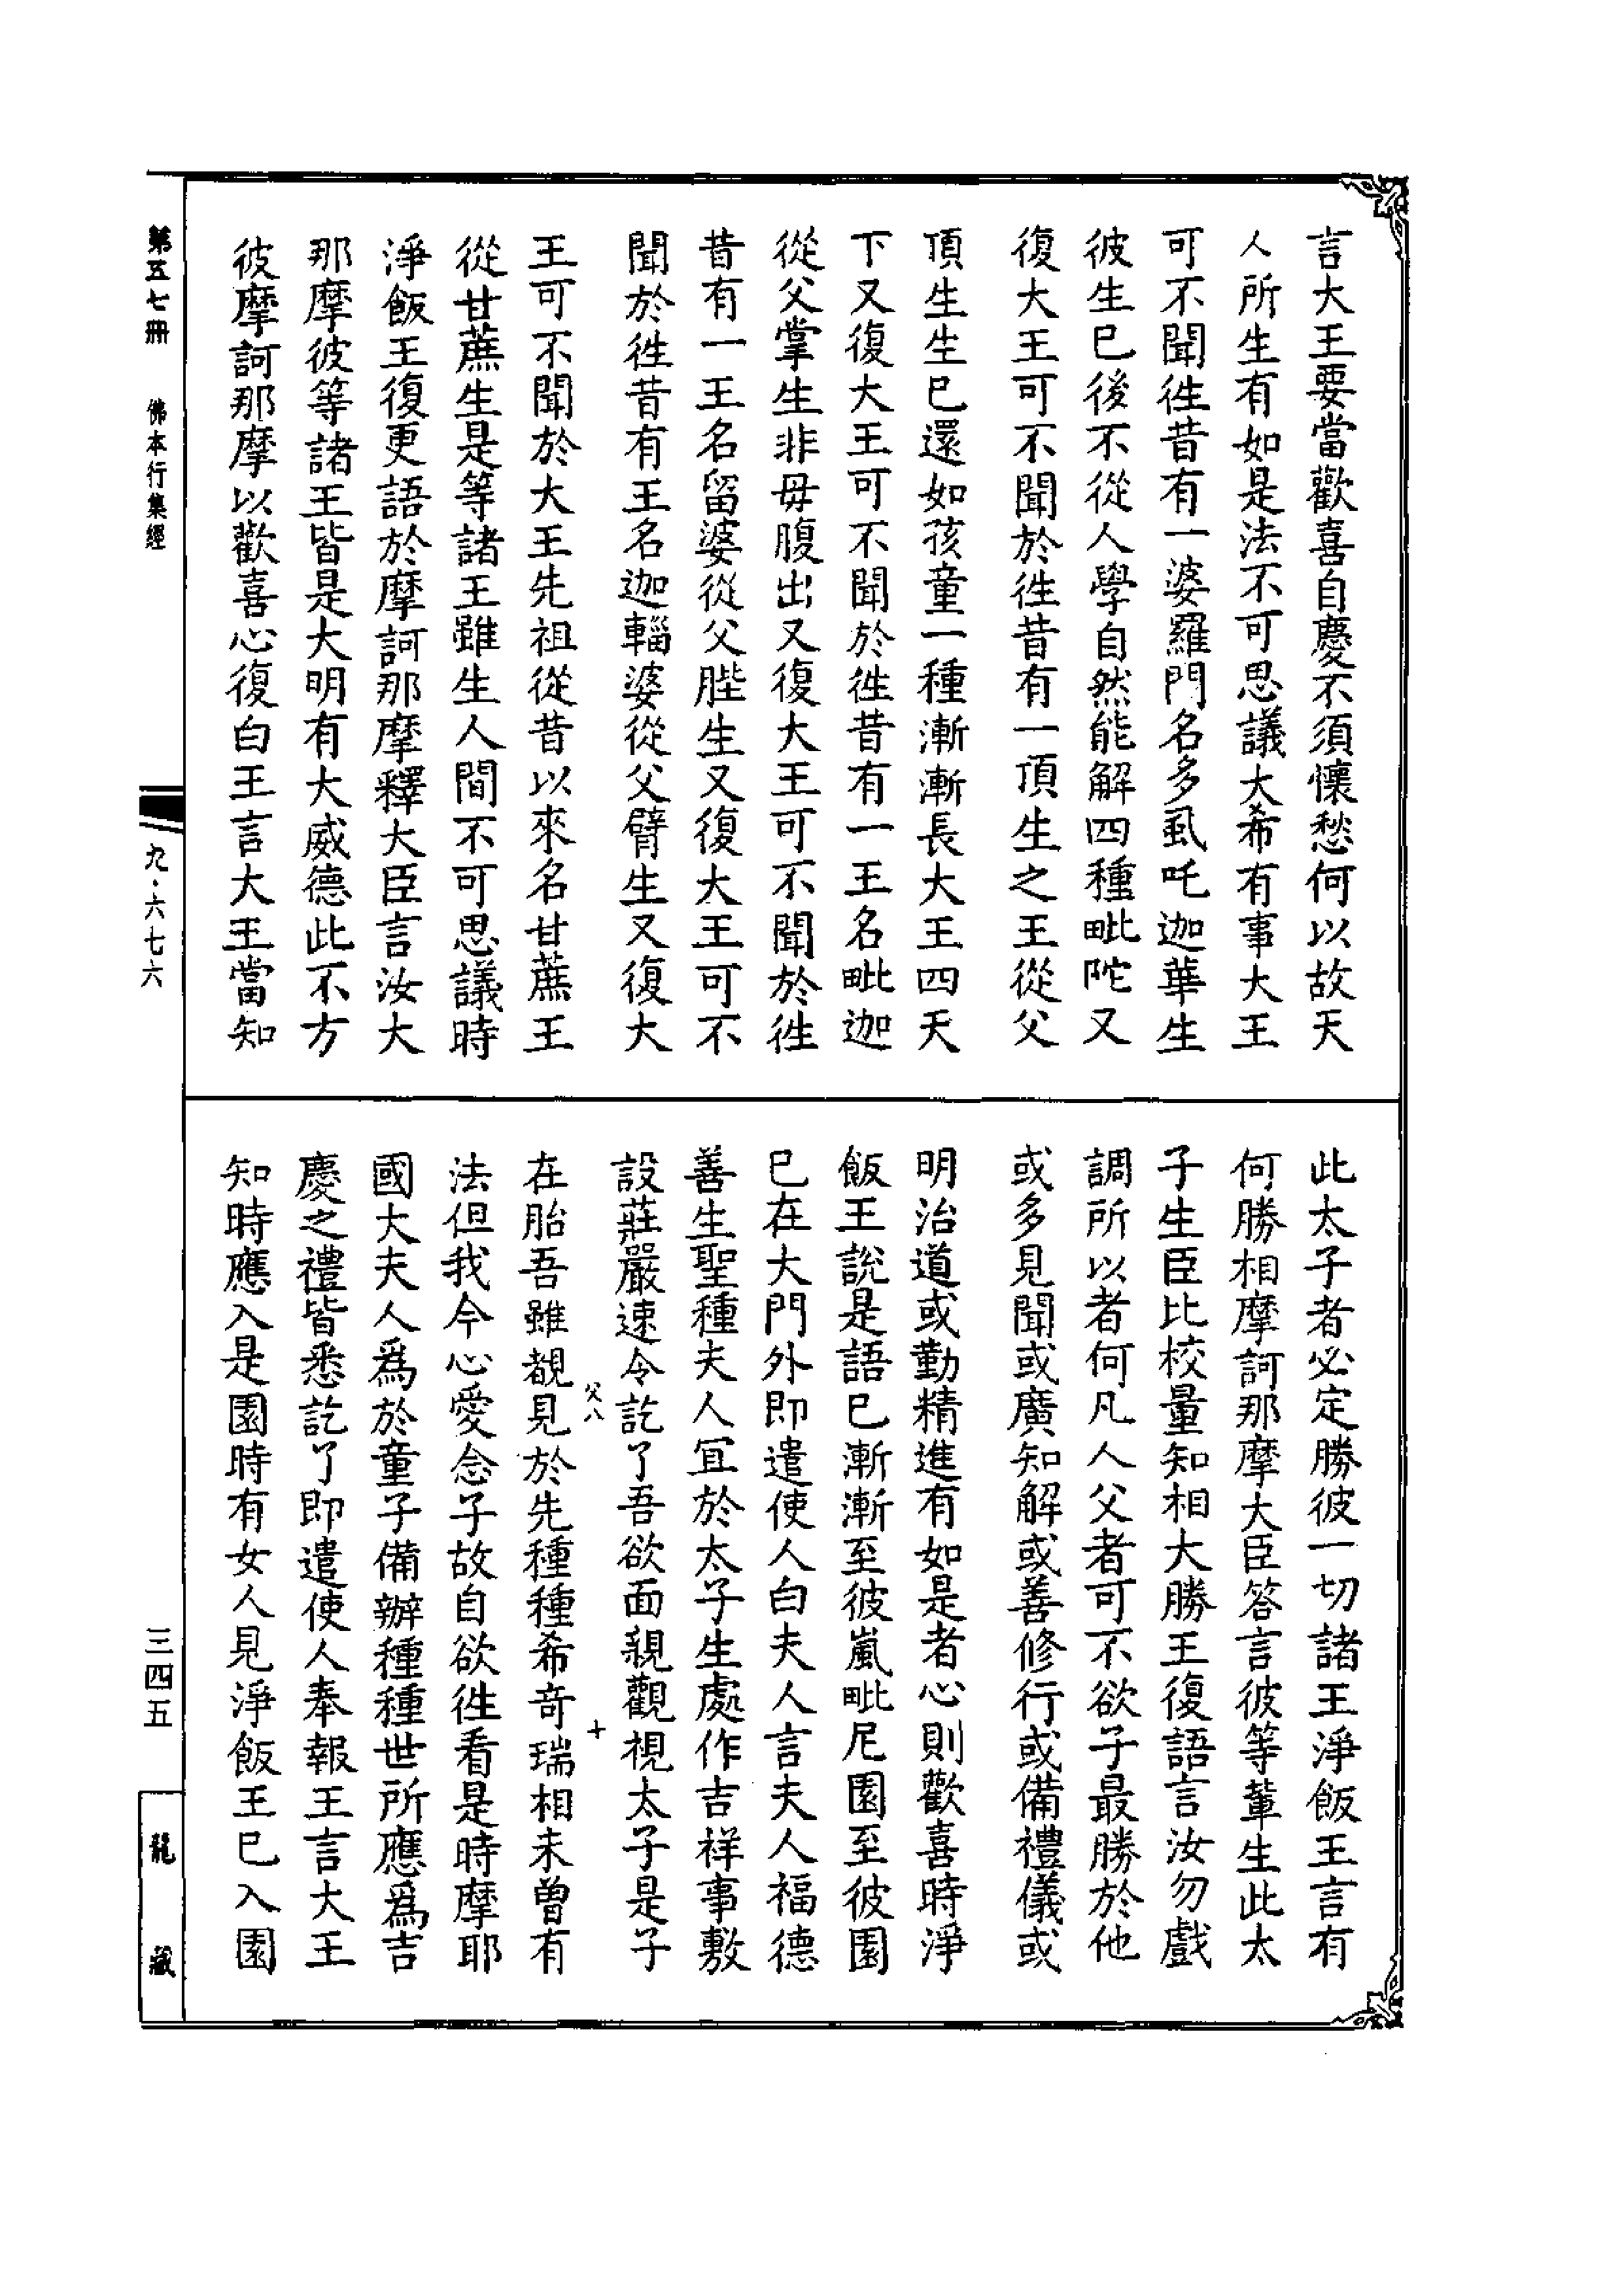 言大王要當歡喜自慶不須懷愁何以故天
人所生有如是法不可思議大希有事大王
可不聞徃昔有一婆羅門名多虱吒迦華生
彼生巳後不從人學自然能解四種毗陀又
復大王可不聞於徃昔有一頂生之王從父
頂生生巳還如孩童一種漸漸長大王四天
下又復大王可不聞於徃昔有一王名毗迦
從父掌生非毋腹出又復大王可不聞於徃
昔有一王名留婆從父䏶生又復大王可不
聞於徃昔有王名迦輜婆從父臂生又復大
王可不聞於大王先祖從昔以來名甘蔗王
從甘蔗生是等諸王雖生人間不可思議時
淨飯王復更語於摩訶那摩釋大臣言汝大
那摩彼等諸王皆是大明有大威德此不方
彼摩訶那摩以歡喜心復白王言大王當知
此太子者必定勝彼一切諸王淨飯王言有
何勝相摩訶那摩大臣答言彼等輩生此太
子生臣比校量知相大勝王復語言汝勿戲
調所以者何凡人父者可不欲子最勝於他
或多見聞或廣知解或善修行或備禮儀或
明治道或勤精進有如是者心則歡喜時淨
飯王說是語巳漸漸至彼嵐毗尼園至彼園
巳在大門外即遣使人白夫人言夫人福德
善生聖種夫人冝於太子生處作吉祥事敷
設莊嚴速令訖了吾欲面親觀視太子是子
父八
十
在胎吾雖覩見於先種種希奇瑞相未曽有
法但我今心愛念子故自欲徃看是時摩耶
國大夫人爲於童子備辦種種世所應爲吉
慶之禮皆悉訖了即遣使人奉報王言大王
知時應入是園時有女人見淨飯王巳入園
第五七冊
佛本行集經
九·六七六
三四五
龍藏